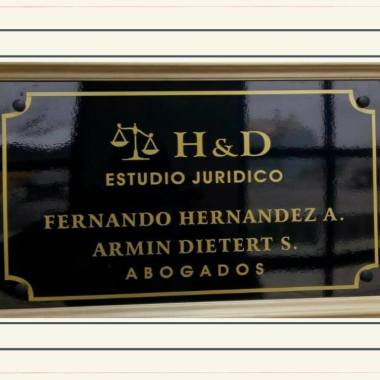 H&D
ESTUDIO JURIDICO
FERNANDO HERNANDEZ A.
ARMIN DIETERT S.
ABOGADOS